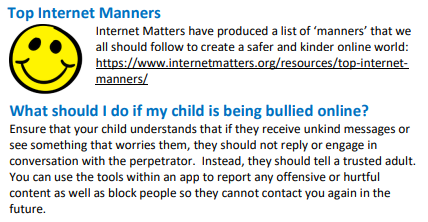 Top Internet Manners
Internet Matters have produced a list of ‘manners’ that we
all should follow to create a safer and kinder online world:
https://www.internetmatters.org/resources/top-internet-
manners/
What should I do if my child is being bullied online?
Ensure that your child understands that if they receive unkind messages or
see something that worries them, they should not reply or engage in
conversation with the perpetrator.  Instead, they should tell a trusted adult.
You can use the tools within an app to report any offensive or hurtful
content as well as block people so they cannot contact you again in the
future.